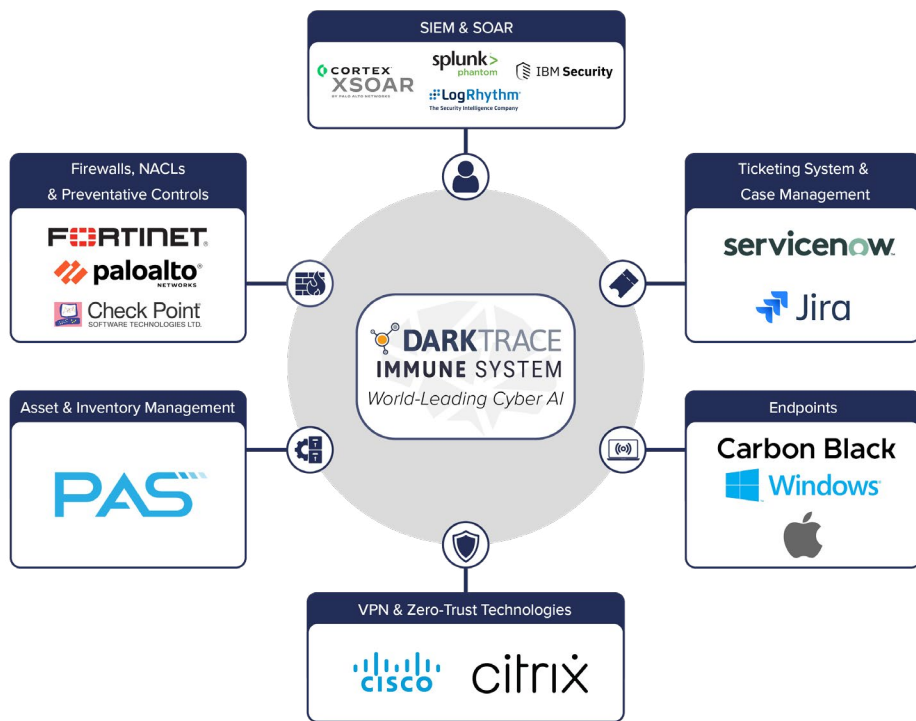 SIEM & SOAR
CORTEX
XSOAR
BY PALO ALTO NETWORKS
splunk>
phantom
IBM Security
LogRhythm®
The Security Intelligence Company
Firewalls, NACLs
& Preventative Controls
FORTINET®
paloalto®
NETWORKS
Check Point®
SOFTWARE TECHNOLOGIES LTD.
Ticketing System &
Case Management
servicenow™
Jira
DARKTRACE
IMMUNE SYSTEM
World-Leading Cyber AI
Asset & Inventory Management
PAS
Endpoints
Carbon Black
Windows®
VPN & Zero-Trust Technologies
cisco
citrix